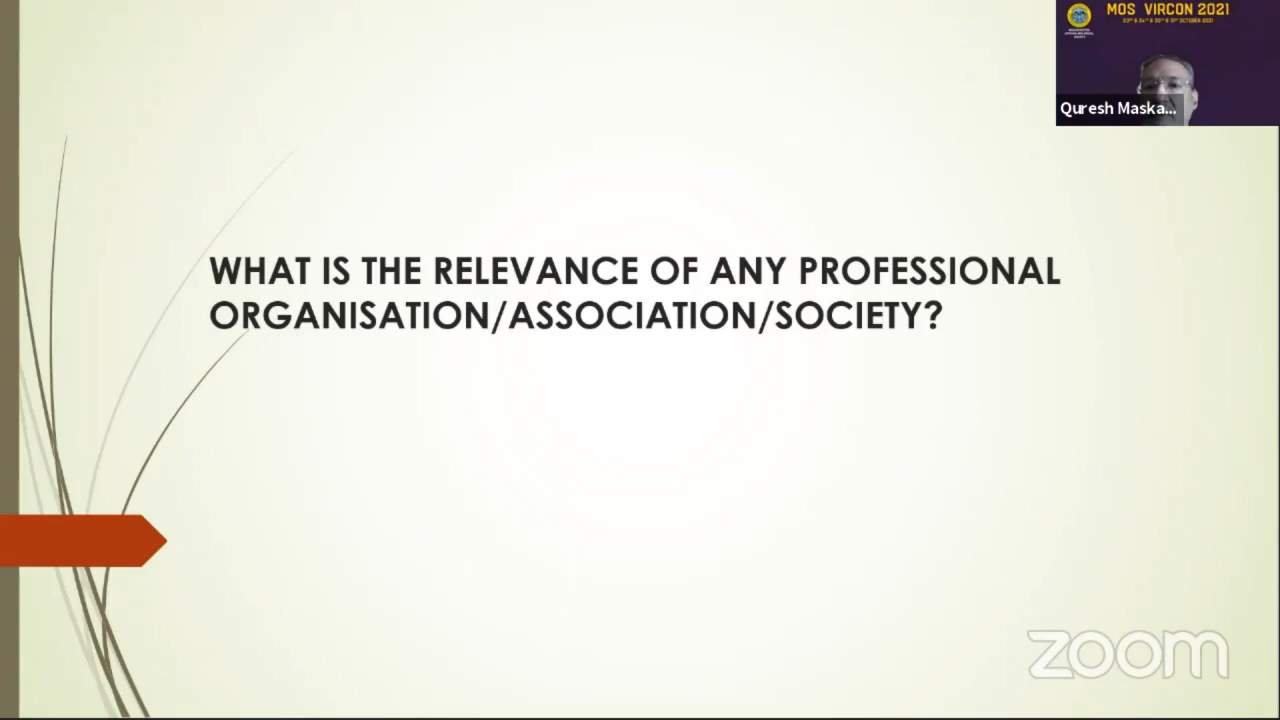 MOS VIRCON 2021
Quresh Maska...
WHAT IS THE RELEVANCE OF ANY PROFESSIONAL
ORGANISATION/ASSOCIATION/SOCIETY?
zoom